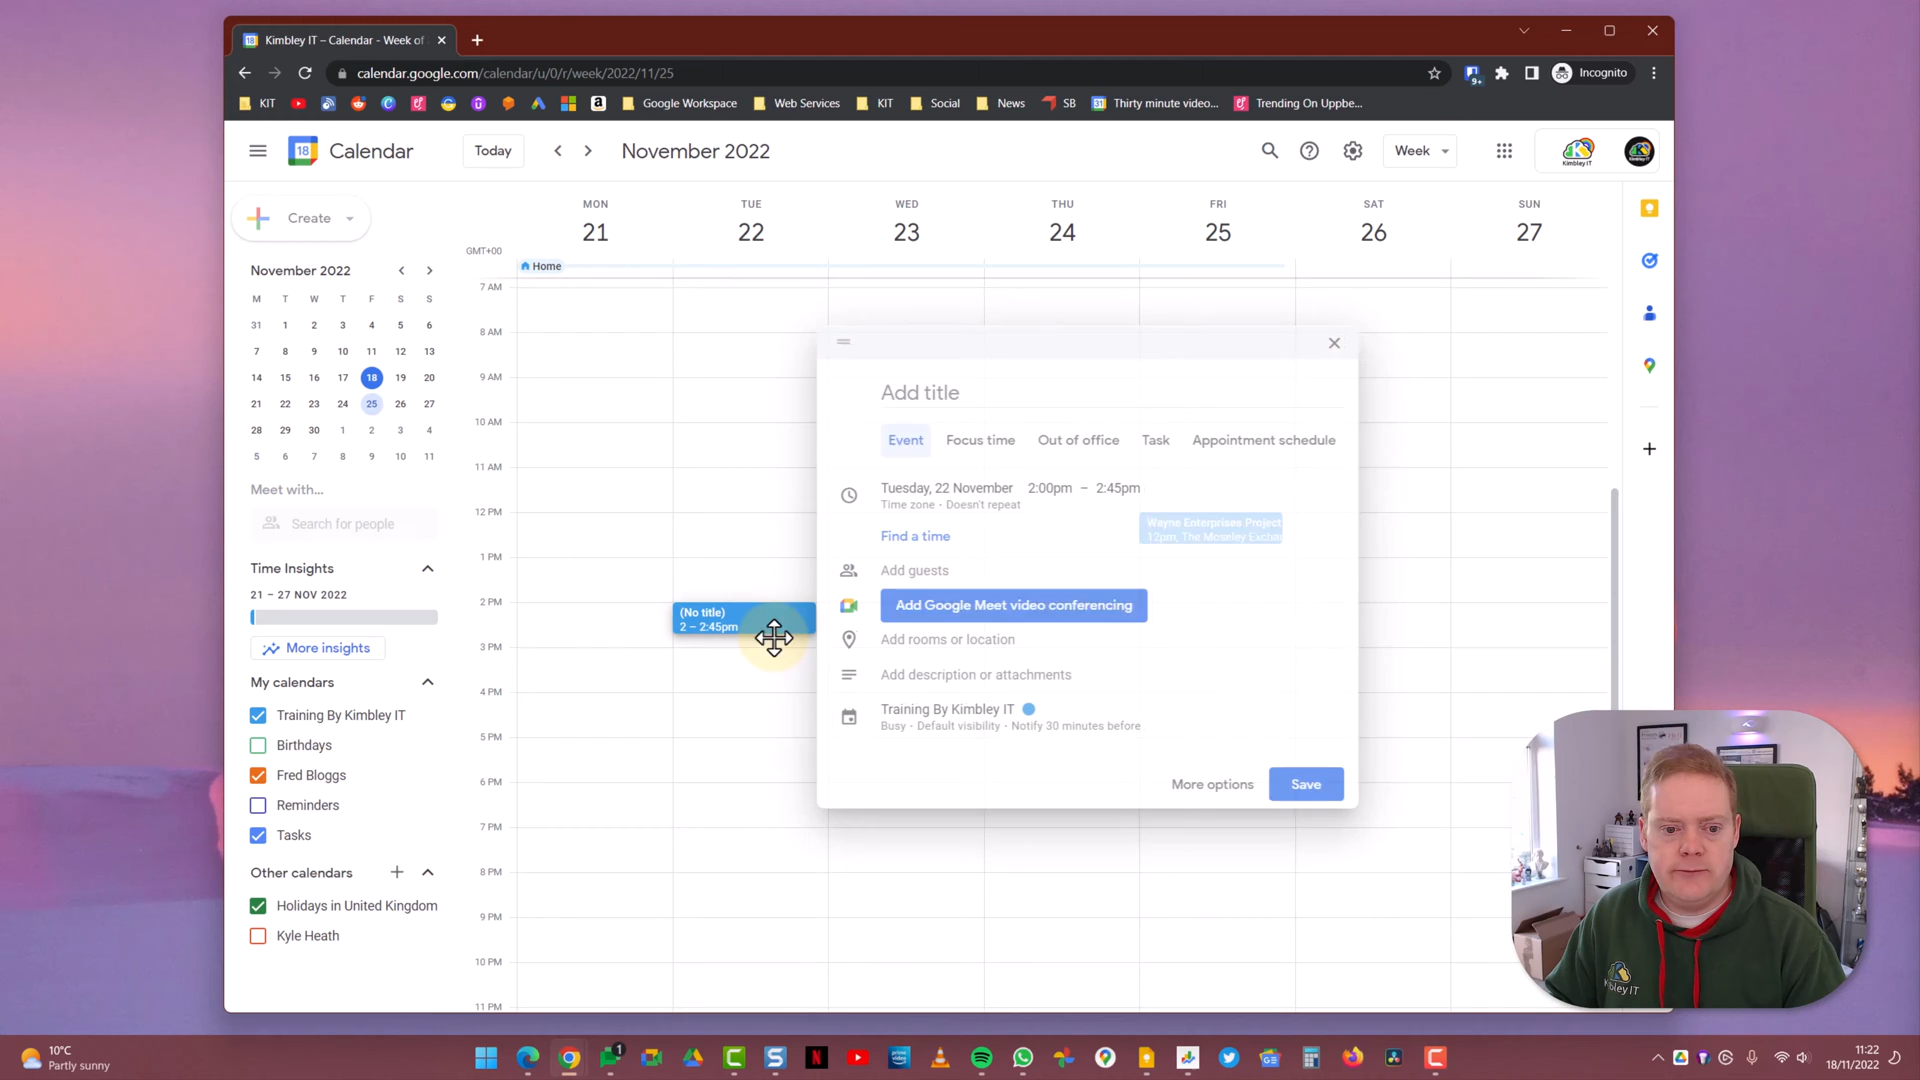 Kimbley IT – Calendar - Week of
calendar.google.com/calendar/u/0/r/week/2022/11/25
9+
Incognito
KIT
Google Workspace
Web Services
KIT
Social
News
SB
Thirty minute video...
Trending On Uppbe...
18
Calendar
Today
November 2022
Week
Kimbley IT
Create
MON
TUE
WED
THU
FRI
SAT
SUN
21
22
23
24
25
26
27
GMT+00
Home
November 2022
M T W T F S S
31 1 2 3 4 5 6
7 8 9 10 11 12 13
14 15 16 17 18 19 20
21 22 23 24 25 26 27
28 29 30 1 2 3 4
5 6 7 8 9 10 11
Meet with...
Search for people
Time Insights
21 – 27 NOV 2022
More insights
My calendars
Training By Kimbley IT
Birthdays
Fred Bloggs
Reminders
Tasks
Other calendars
Holidays in United Kingdom
Kyle Heath
7 AM
8 AM
9 AM
10 AM
11 AM
12 PM
1 PM
2 PM
3 PM
4 PM
5 PM
6 PM
7 PM
8 PM
9 PM
10 PM
11 PM
(No title)
2 – 2:45pm
Add title
Event
Focus time
Out of office
Task
Appointment schedule
Tuesday, 22 November 2:00pm – 2:45pm
Time zone • Doesn't repeat
Find a time
Wayne Enterprises Project
12pm, The Moseley Exchan
Add guests
Add Google Meet video conferencing
Add rooms or location
Add description or attachments
Training By Kimbley IT
Busy • Default visibility • Notify 30 minutes before
More options
Save
10°C
Partly sunny
1
11:22
18/11/2022